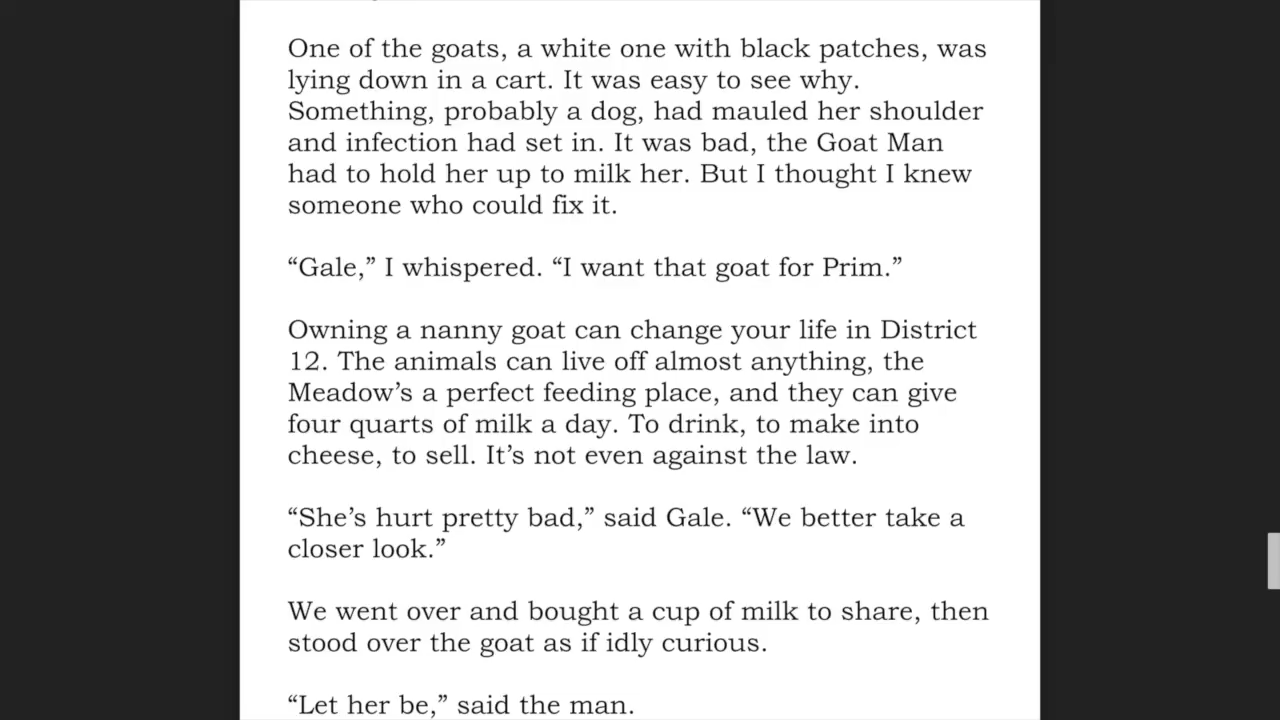 One of the goats, a white one with black patches, was
lying down in a cart. It was easy to see why.
Something, probably a dog, had mauled her shoulder
and infection had set in. It was bad, the Goat Man
had to hold her up to milk her. But I thought I knew
someone who could fix it.
“Gale,” I whispered. “I want that goat for Prim.”
Owning a nanny goat can change your life in District
12. The animals can live off almost anything, the
Meadow’s a perfect feeding place, and they can give
four quarts of milk a day. To drink, to make into
cheese, to sell. It’s not even against the law.
“She’s hurt pretty bad,” said Gale. “We better take a
closer look.”
We went over and bought a cup of milk to share, then
stood over the goat as if idly curious.
“Let her be,” said the man.